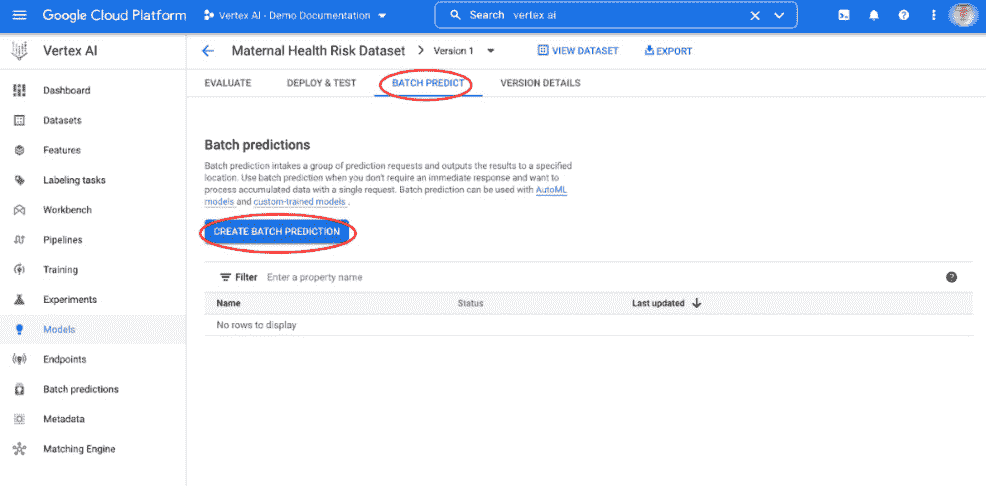 Google Cloud Platform
Vertex AI - Demo Documentation
Search vertex ai
Vertex AI
Maternal Health Risk Dataset
Version 1
VIEW DATASET
EXPORT
EVALUATE
DEPLOY & TEST
BATCH PREDICT
VERSION DETAILS
Dashboard
Datasets
Features
Labeling tasks
Workbench
Pipelines
Training
Experiments
Models
Endpoints
Batch predictions
Metadata
Matching Engine
Batch predictions
Batch prediction intakes a group of prediction requests and outputs the results to a specified
location. Use batch prediction when you don't require an immediate response and want to
process accumulated data with a single request. Batch prediction can be used with AutoML
models and custom-trained models .
CREATE BATCH PREDICTION
Filter Enter a property name
Name Status Last updated
No rows to display